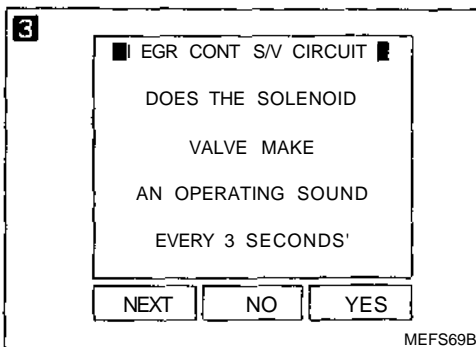 3
EGR CONT S/V CIRCUIT
DOES THE SOLENOID
VALVE MAKE
AN OPERATING SOUND
EVERY 3 SECONDS'
NEXT NO YES
MEFS69B